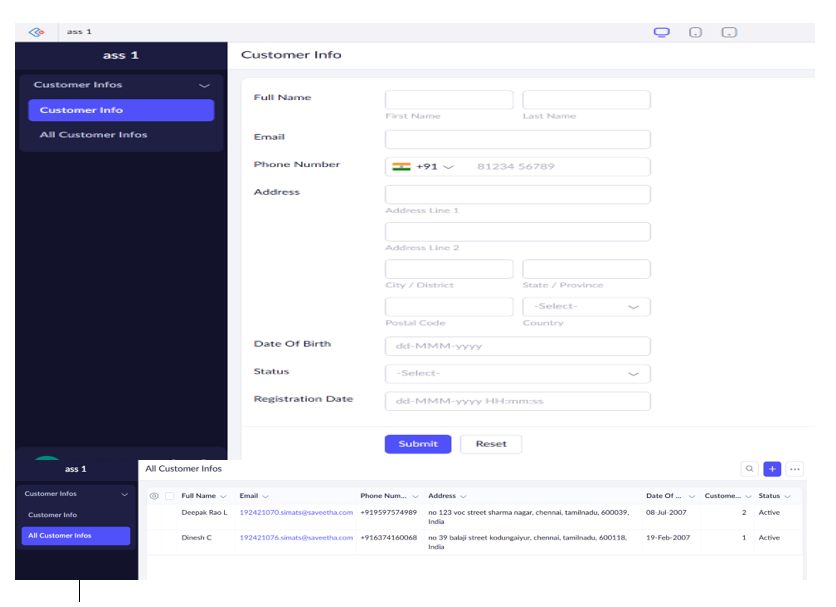 ass 1
ass 1
Customer Info
Customer Infos
Customer Info
All Customer Infos
Full Name
First Name Last Name
Email
Phone Number +91 81234 56789
Address
Address Line 1
Address Line 2
City / District State / Province
-Select-
Postal Code Country
Date Of Birth dd-MMM-yyyy
Status -Select-
Registration Date dd-MMM-yyyy HH:mm:ss
Submit Reset
ass 1
All Customer Infos
Customer Infos
Customer Info
All Customer Infos
Full Name Email Phone Num... Address Date Of ... Custome... Status
Deepak Rao L 192421070.simats@saveetha.com +919597574989 no 123 voc street sharma nagar, chennai, tamilnadu, 600039, 08-Jul-2007 2 Active
India
Dinesh C 192421076.simats@saveetha.com +916374160068 no 39 balaji street kodungaiyur, chennai, tamilnadu, 600118, 19-Feb-2007 1 Active
India